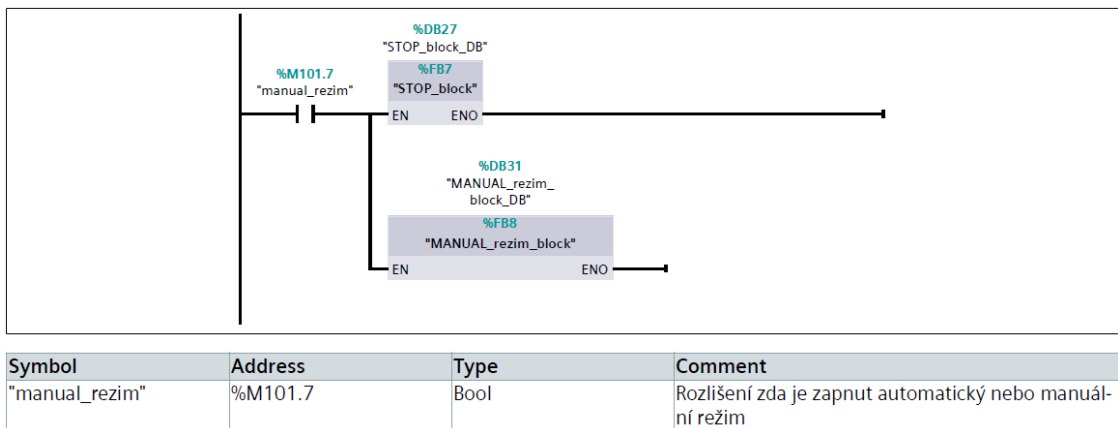 %DB27
"STOP_block_DB"
%FB7
"STOP_block"
%M101.7
"manual_rezim"
EN ENO
%DB31
"MANUAL_rezim_
block_DB"
%FB8
"MANUAL_rezim_block"
EN ENO
Symbol Address Type Comment
"manual_rezim" %M101.7 Bool Rozlišení zda je zapnut automatický nebo manuál-
ní režim